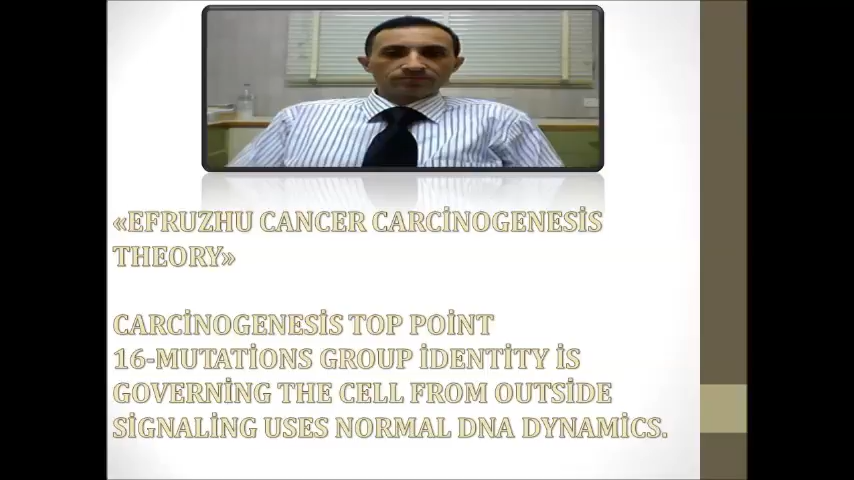 «EFRUZHU CANCER CARCİNOGENESİS
THEORY»
CARCİNOGENESİS TOP POİNT
16-MUTATİONS GROUP İDENTİTY İS
GOVERNİNG THE CELL FROM OUTSİDE
SİGNALİNG USES NORMAL DNA DYNAMİCS.